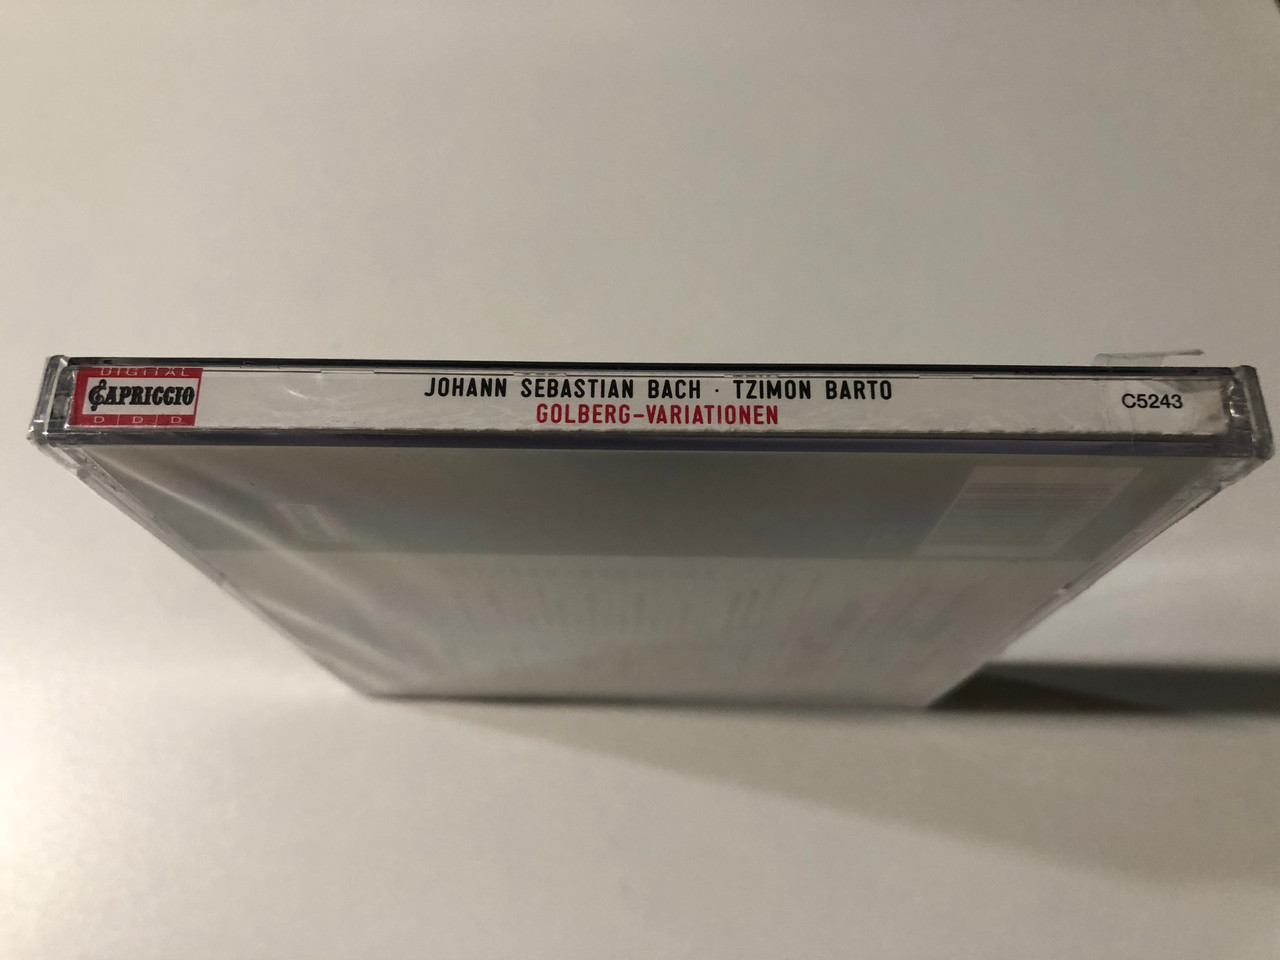 DIGITAL
CAPRICCIO
D D D
JOHANN SEBASTIAN BACH · TZIMON BARTO
GOLBERG-VARIATIONEN
C5243